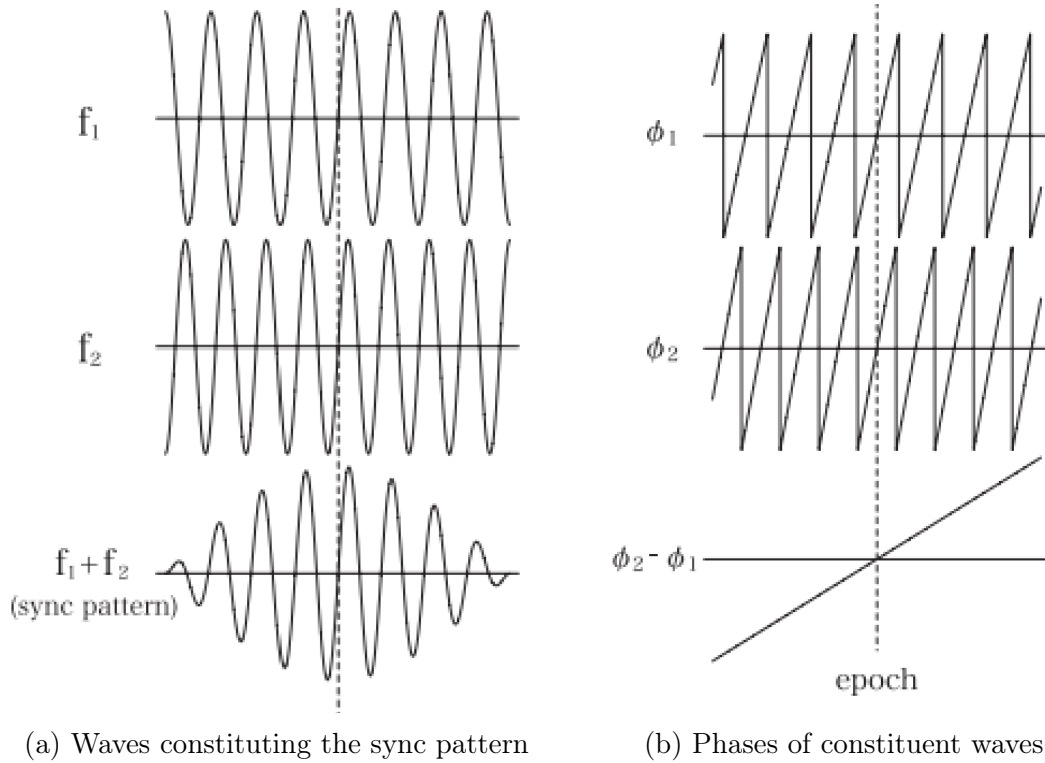 f₁
f₂
f₁+f₂
(sync pattern)
(a) Waves constituting the sync pattern
ϕ₁
ϕ₂
ϕ₂-ϕ₁
epoch
(b) Phases of constituent waves